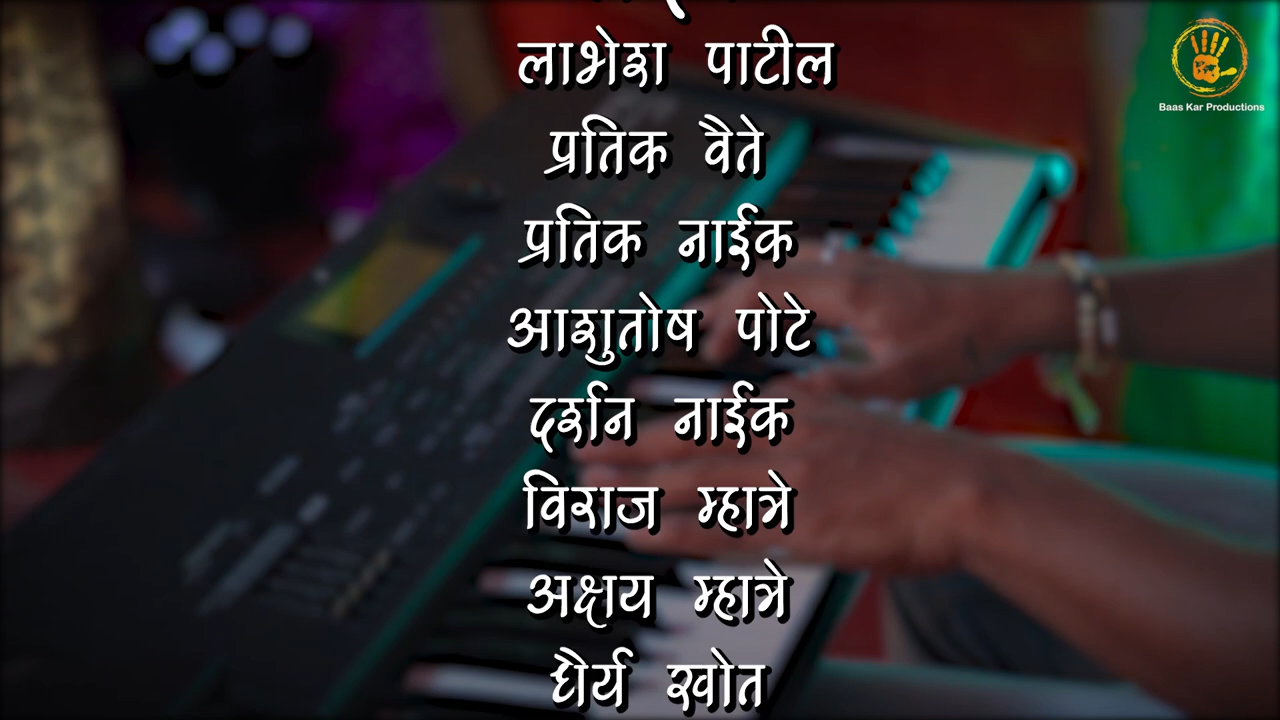 लाभेश पाटील
Baas Kar Productions
प्रतिक वैते
प्रतिक नाईक
आशुतोष पोटे
दर्शन नाईक
विराज म्हात्रे
अक्षय म्हात्रे
धैर्य खोत